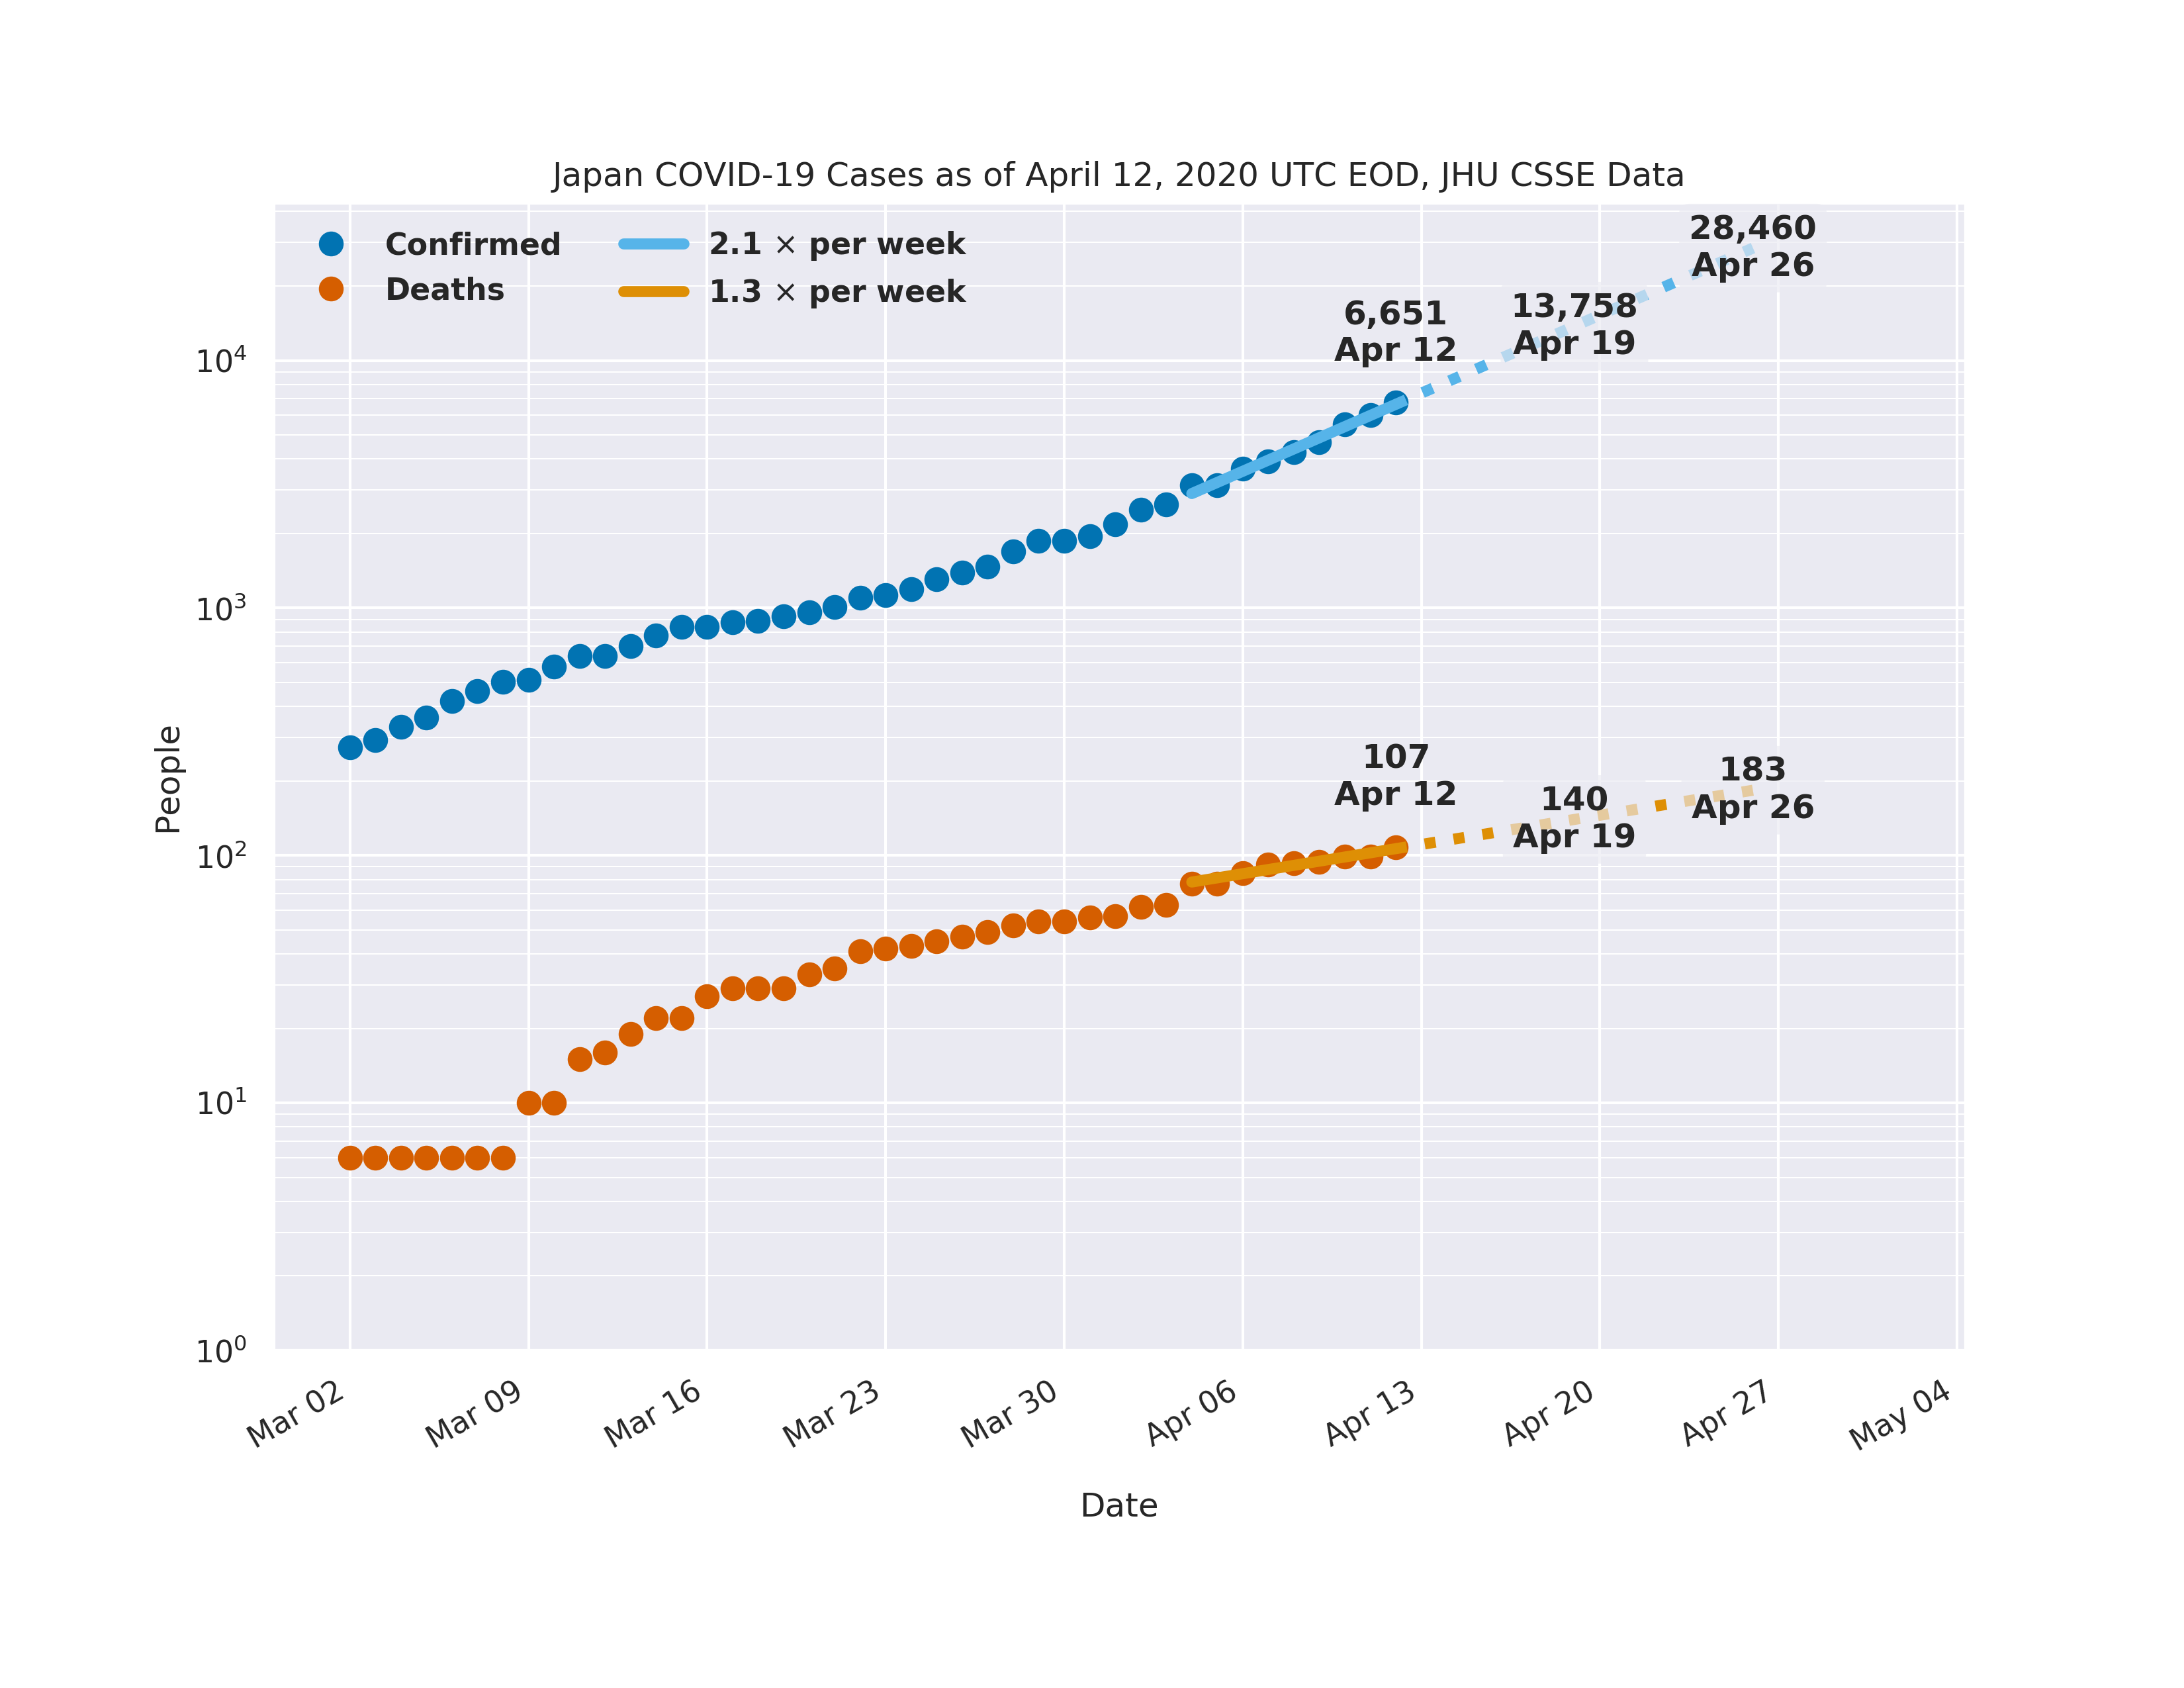 Japan COVID-19 Cases as of April 12, 2020 UTC EOD, JHU CSSE Data
Confirmed
Deaths
2.1 × per week
1.3 × per week
28,460
Apr 26
13,758
Apr 19
6,651
Apr 12
107
Apr 12
140
Apr 19
183
Apr 26
People
10⁴
10³
10²
10¹
10⁰
Mar 02
Mar 09
Mar 16
Mar 23
Mar 30
Apr 06
Apr 13
Apr 20
Apr 27
May 04
Date